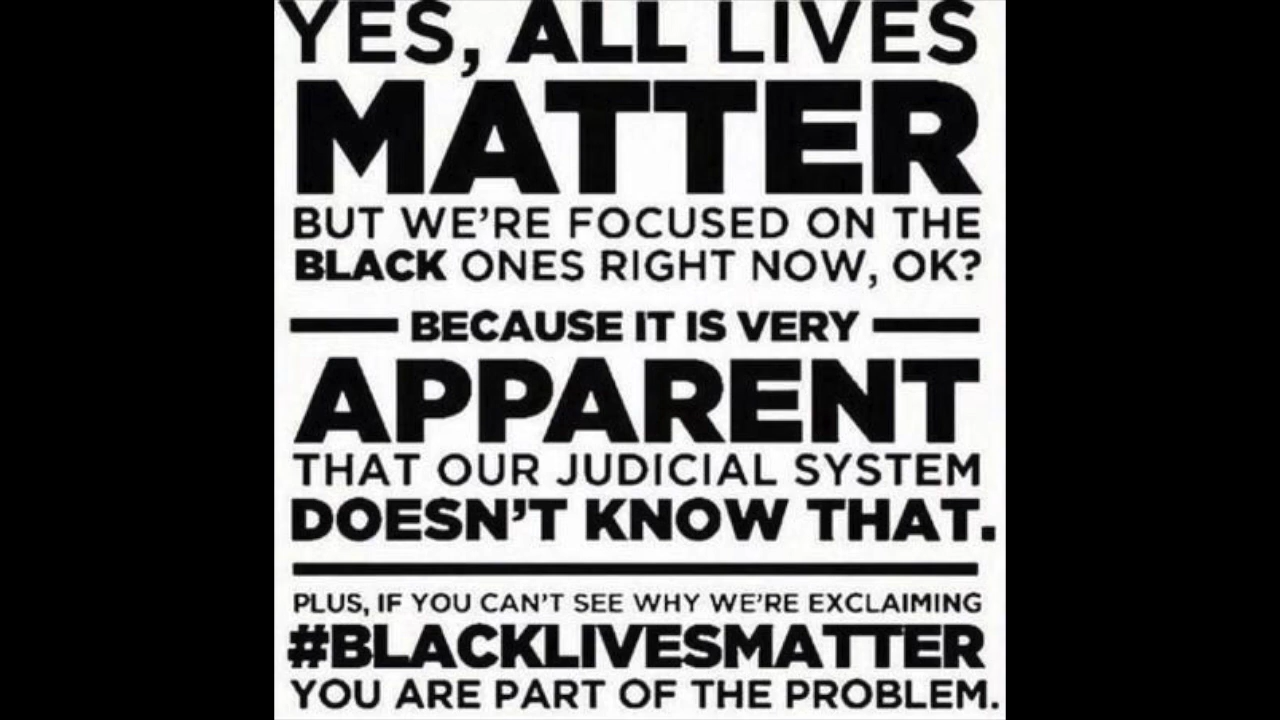 YES, ALL LIVES
MATTER
BUT WE'RE FOCUSED ON THE
BLACK ONES RIGHT NOW, OK?
BECAUSE IT IS VERY
APPARENT
THAT OUR JUDICIAL SYSTEM
DOESN'T KNOW THAT.
PLUS, IF YOU CAN'T SEE WHY WE'RE EXCLAIMING
#BLACKLIVESMATTER
YOU ARE PART OF THE PROBLEM.